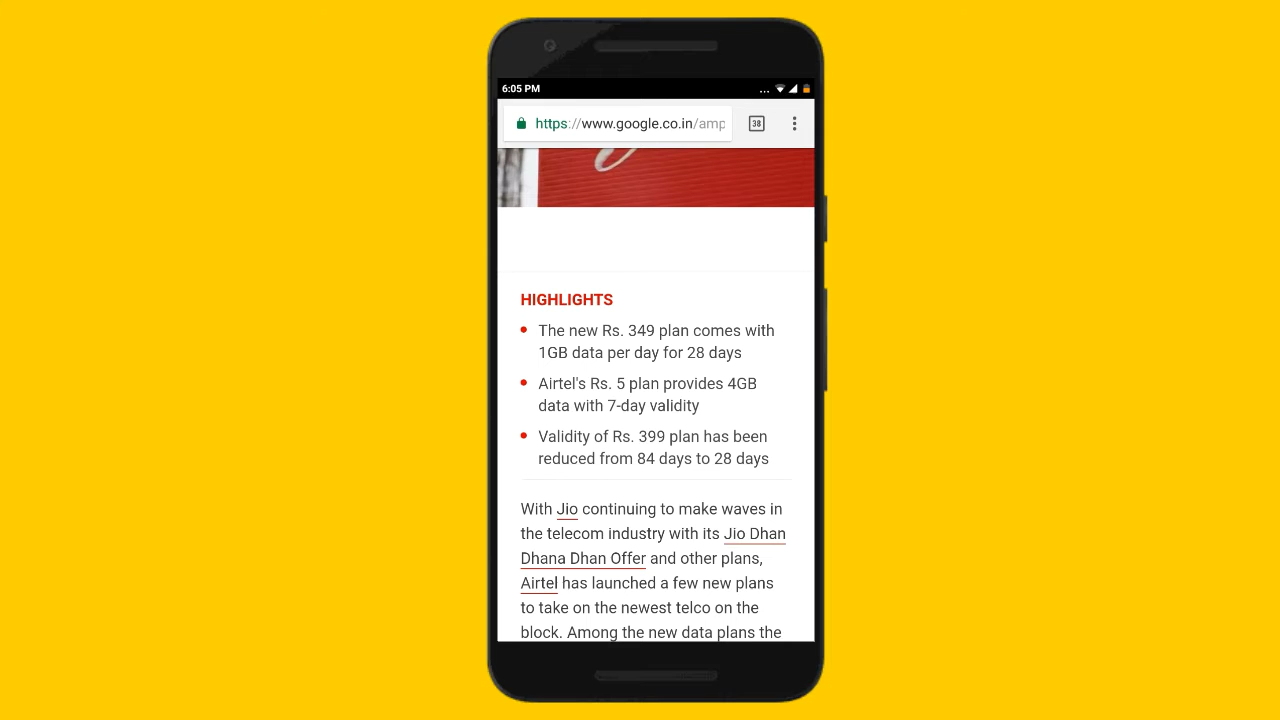 6:05 PM
https://www.google.co.in/amp
38
HIGHLIGHTS
The new Rs. 349 plan comes with
1GB data per day for 28 days
Airtel's Rs. 5 plan provides 4GB
data with 7-day validity
Validity of Rs. 399 plan has been
reduced from 84 days to 28 days
With Jio continuing to make waves in
the telecom industry with its Jio Dhan
Dhana Dhan Offer and other plans,
Airtel has launched a few new plans
to take on the newest telco on the
block. Among the new data plans the